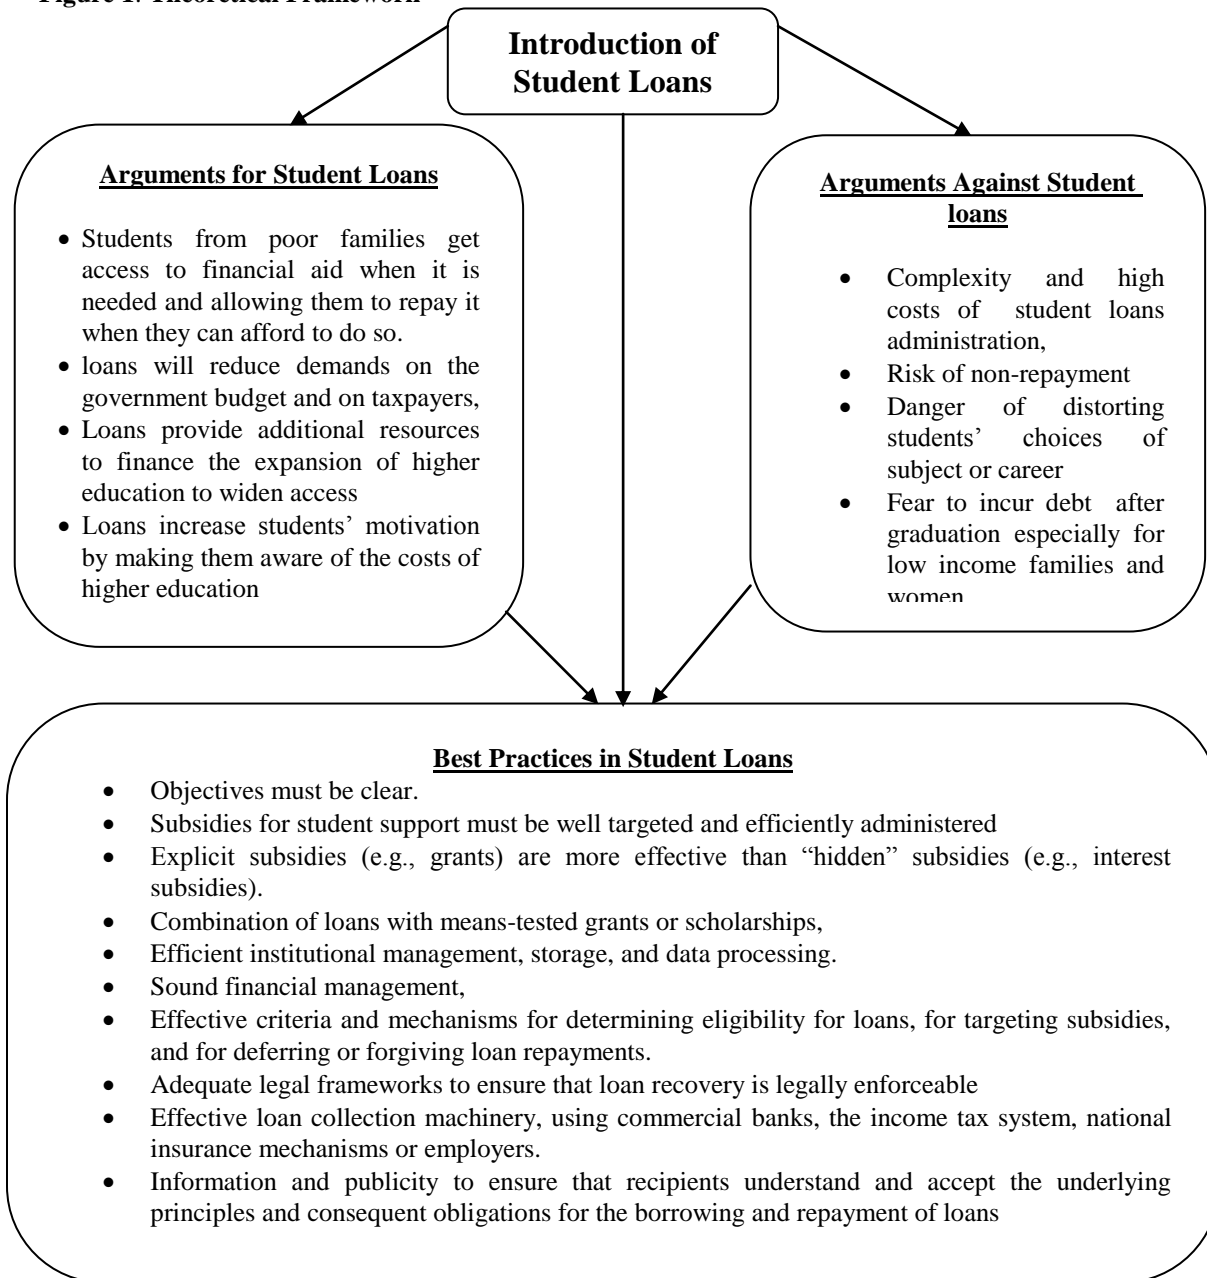 Figure 1: Theoretical Framework
Introduction of
Student Loans
Arguments for Student Loans
• Students from poor families get
access to financial aid when it is
needed and allowing them to repay it
when they can afford to do so.
• loans will reduce demands on the
government budget and on taxpayers,
• Loans provide additional resources
to finance the expansion of higher
education to widen access
• Loans increase students’ motivation
by making them aware of the costs of
higher education
Arguments Against Student
loans
• Complexity and high
costs of student loans
administration,
• Risk of non-repayment
• Danger of distorting
students’ choices of
subject or career
• Fear to incur debt after
graduation especially for
low income families and
women
Best Practices in Student Loans
• Objectives must be clear.
• Subsidies for student support must be well targeted and efficiently administered
• Explicit subsidies (e.g., grants) are more effective than “hidden” subsidies (e.g., interest
subsidies).
• Combination of loans with means-tested grants or scholarships,
• Efficient institutional management, storage, and data processing.
• Sound financial management,
• Effective criteria and mechanisms for determining eligibility for loans, for targeting subsidies,
and for deferring or forgiving loan repayments.
• Adequate legal frameworks to ensure that loan recovery is legally enforceable
• Effective loan collection machinery, using commercial banks, the income tax system, national
insurance mechanisms or employers.
• Information and publicity to ensure that recipients understand and accept the underlying
principles and consequent obligations for the borrowing and repayment of loans